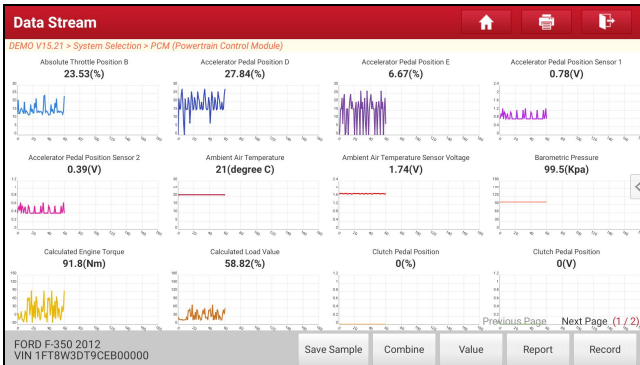 Data Stream
DEMO V15.21 > System Selection > PCM (Powertrain Control Module)
Absolute Throttle Position B
23.53(%)
Accelerator Pedal Position D
27.84(%)
Accelerator Pedal Position E
6.67(%)
Accelerator Pedal Position Sensor 1
0.78(V)
Accelerator Pedal Position Sensor 2
0.39(V)
Ambient Air Temperature
21(degree C)
Ambient Air Temperature Sensor Voltage
1.74(V)
Barometric Pressure
99.5(Kpa)
Calculated Engine Torque
91.8(Nm)
Calculated Load Value
58.82(%)
Clutch Pedal Position
0(%)
Clutch Pedal Position
0(V)
Previous Page Next Page (1 / 2)
FORD F-350 2012
VIN 1FT8W3DT9CEB00000
Save Sample Combine Value Report Record